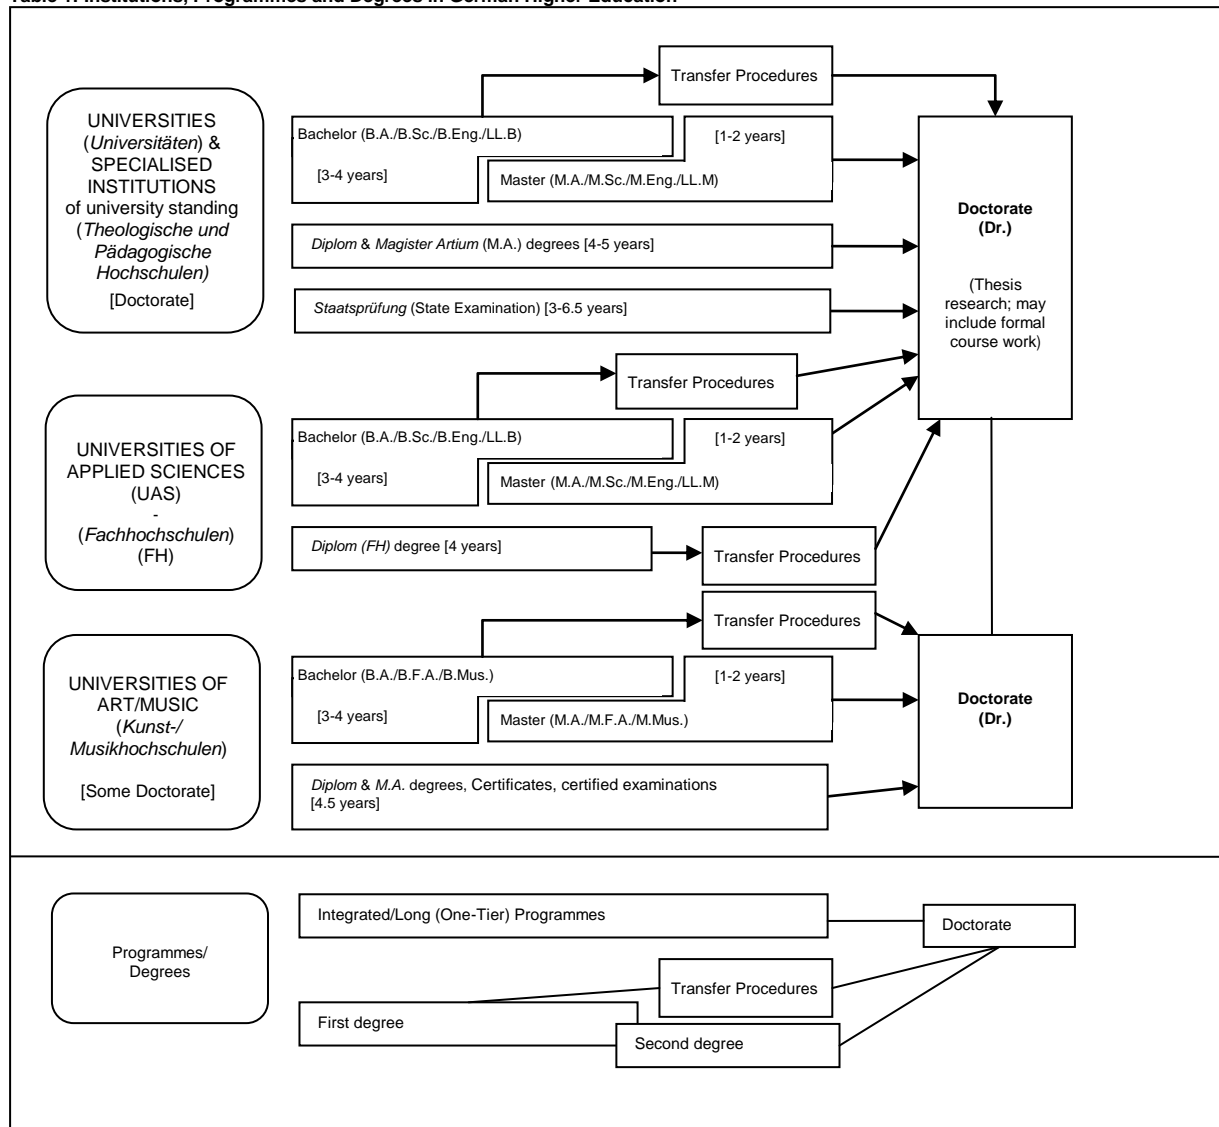 Table 1: Institutions, Programmes and Degrees in German Higher Education
Transfer Procedures
UNIVERSITIES
(Universitäten) &
SPECIALISED
INSTITUTIONS
of university standing
(Theologische und
Pädagogische
Hochschulen)
[Doctorate]
Bachelor (B.A./B.Sc./B.Eng./LL.B)
[3-4 years]
[1-2 years]
Master (M.A./M.Sc./M.Eng./LL.M)
Diplom & Magister Artium (M.A.) degrees [4-5 years]
Staatsprüfung (State Examination) [3-6.5 years]
Doctorate
(Dr.)
(Thesis
research; may
include formal
course work)
Transfer Procedures
UNIVERSITIES OF
APPLIED SCIENCES
(UAS)
-
(Fachhochschulen)
(FH)
Bachelor (B.A./B.Sc./B.Eng./LL.B)
[3-4 years]
[1-2 years]
Master (M.A./M.Sc./M.Eng./LL.M)
Diplom (FH) degree [4 years]
Transfer Procedures
Transfer Procedures
UNIVERSITIES OF
ART/MUSIC
(Kunst-/
Musikhochschulen)
[Some Doctorate]
Bachelor (B.A./B.F.A./B.Mus.)
[3-4 years]
[1-2 years]
Master (M.A./M.F.A./M.Mus.)
Diplom & M.A. degrees, Certificates, certified examinations
[4.5 years]
Doctorate
(Dr.)
Programmes/
Degrees
Integrated/Long (One-Tier) Programmes
Doctorate
Transfer Procedures
First degree
Second degree